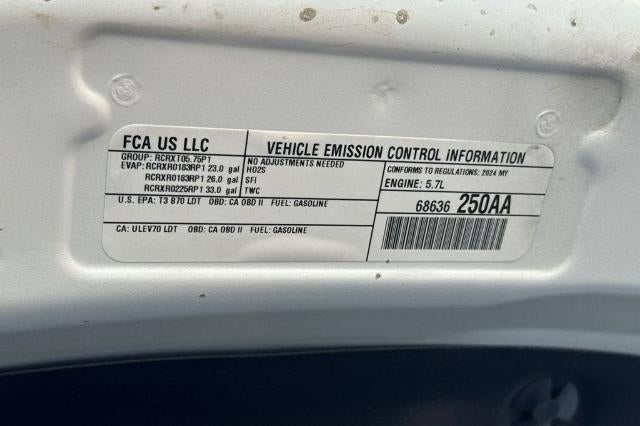 FCA US LLC
GROUP: RCRXT05.75P1
EVAP: RCRXR0183RP1 23.0 gal
RCRXR0183RP1 26.0 gal
RCRXR0225RP1 33.0 gal
VEHICLE EMISSION CONTROL INFORMATION
NO ADJUSTMENTS NEEDED
HO2S
SFI
TWC
CONFORMS TO REGULATIONS: 2024 MY
ENGINE: 5.7L
U.S. EPA: T3 B70 LDT OBD: CA OBD II FUEL: GASOLINE
CA: ULEV70 LDT OBD: CA OBD II FUEL: GASOLINE
68636 250AA